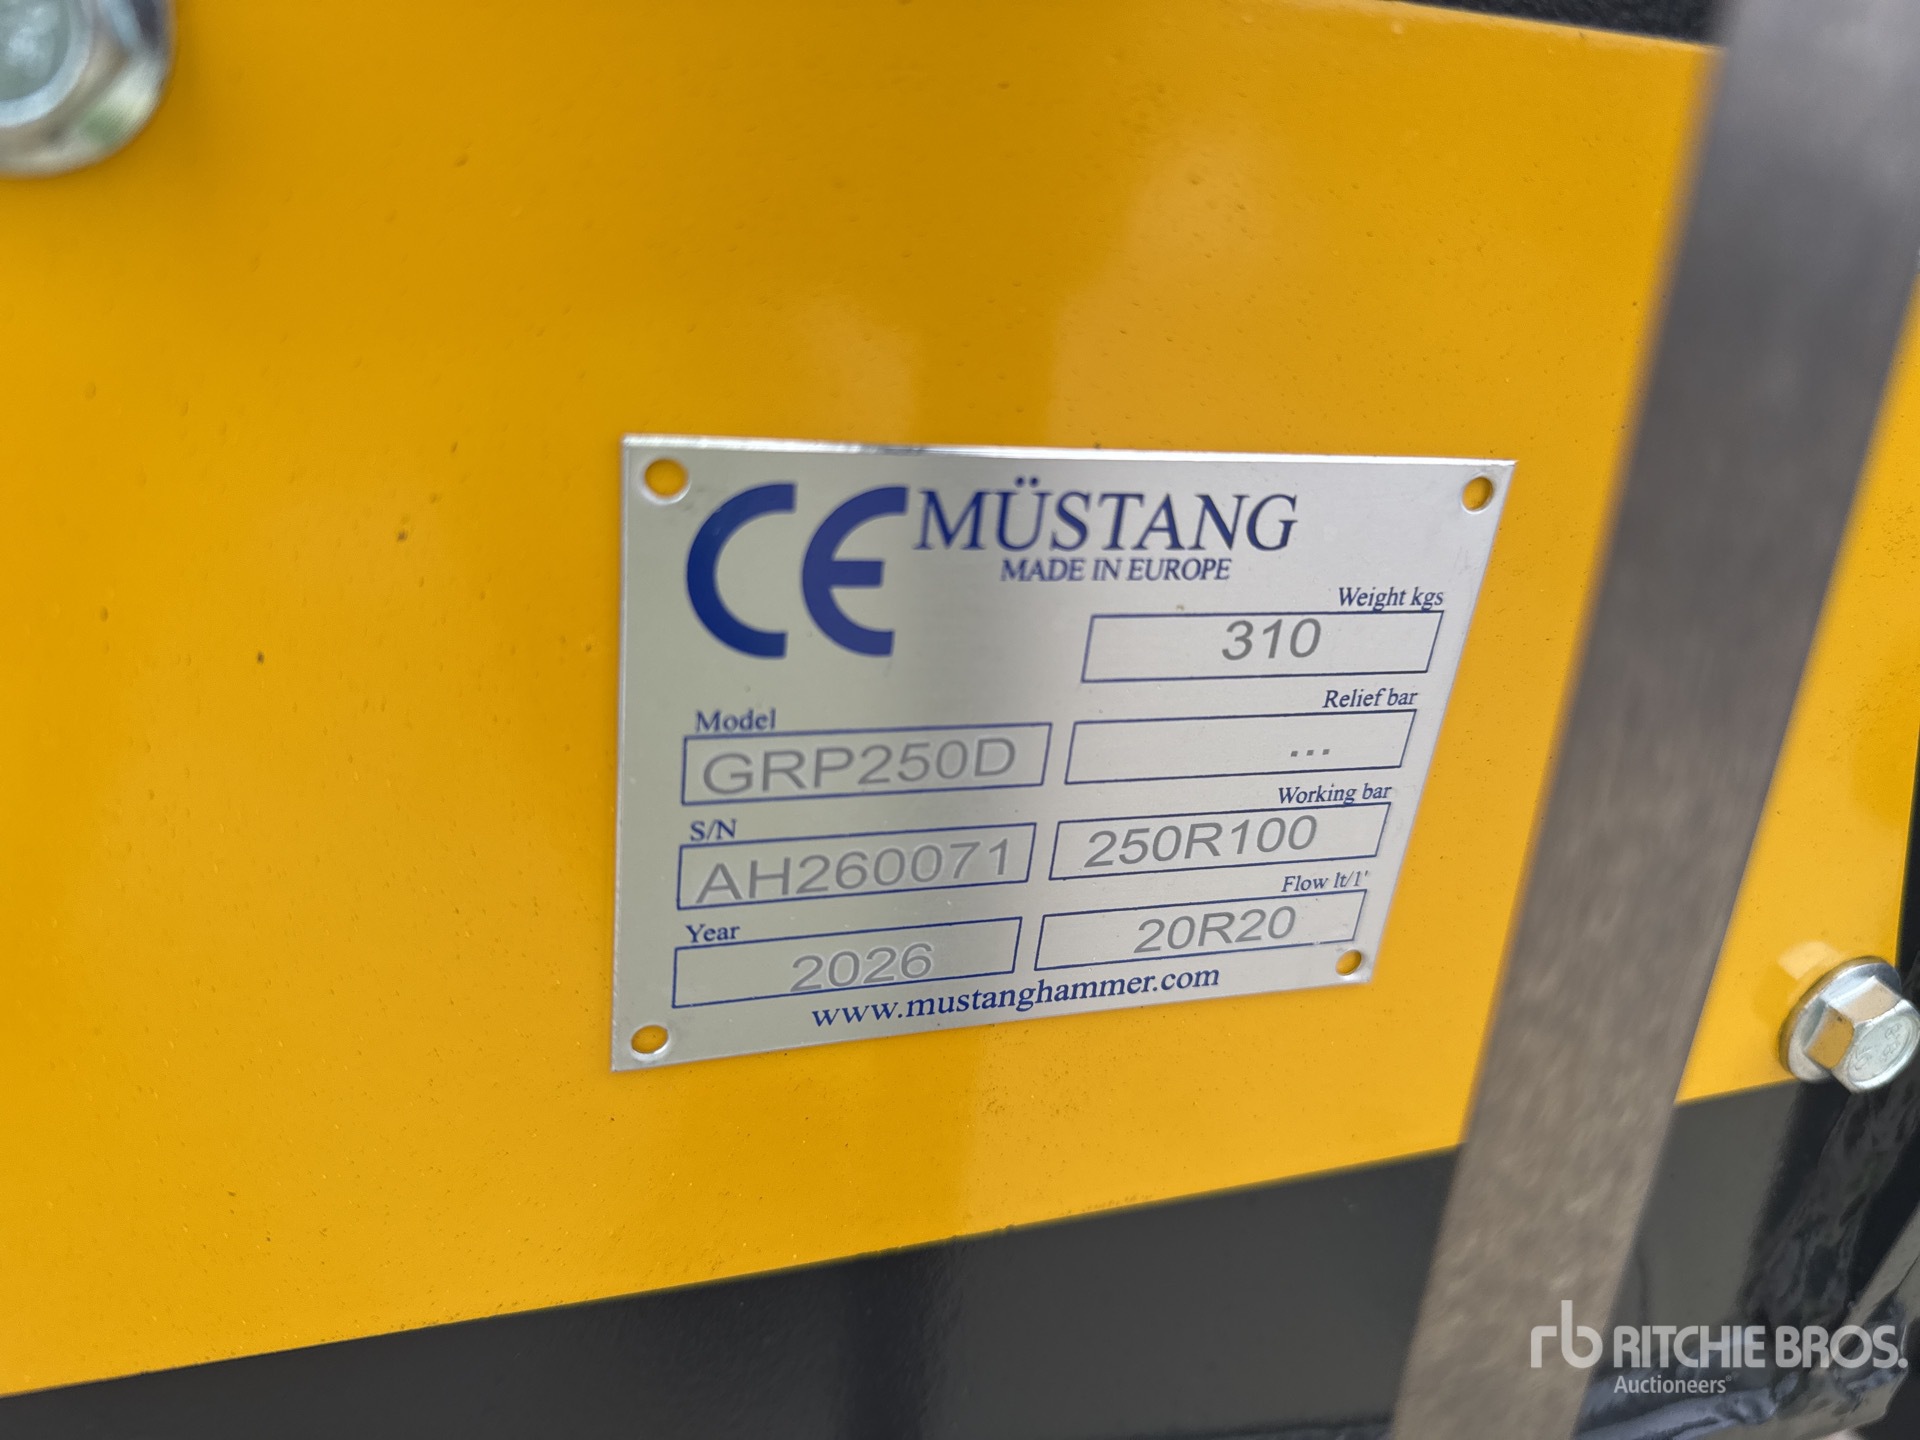 CE MÜSTANG
MADE IN EUROPE
Weight kgs
310
Relief bar
...
Model
GRP250D
Working bar
250R100
S/N
AH260071
Flow lt/1'
20R20
Year
2026
www.mustanghammer.com
rb RITCHIE BROS.
Auctioneers